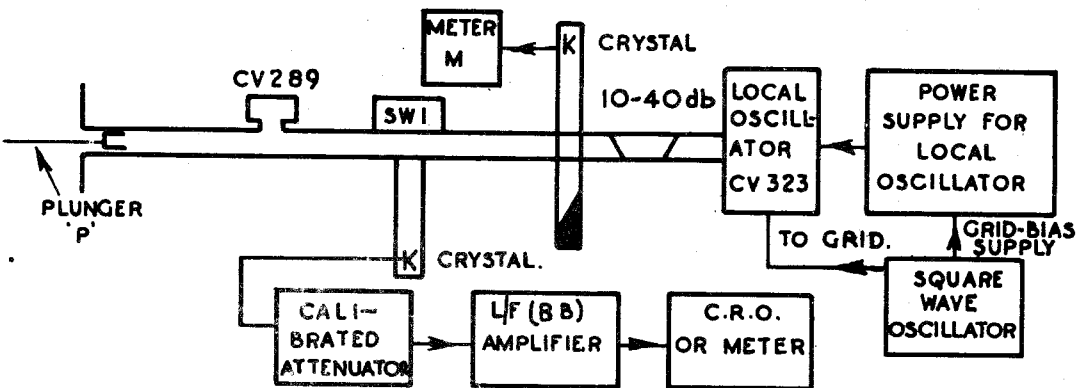 METER
M
K CRYSTAL
CV289
SW1
10-40db
LOCAL
OSCILL-
ATOR
CV 323
POWER
SUPPLY FOR
LOCAL
OSCILLATOR
PLUNGER
'P'
TO GRID.
GRID-BIAS
SUPPLY
K CRYSTAL.
SQUARE
WAVE
OSCILLATOR
CALI-
BRATED
ATTENUATOR
L/F (BB)
AMPLIFIER
C.R.O.
OR METER